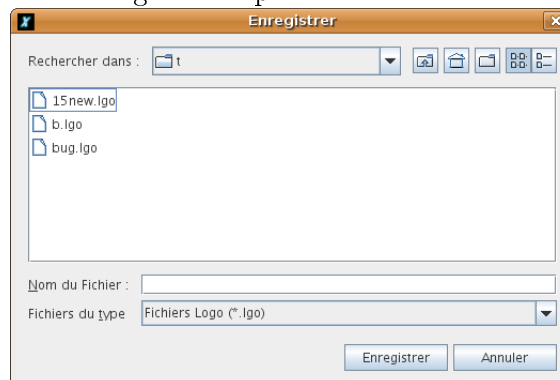 Enregistrer
Rechercher dans : t
15new.lgo
b.lgo
bug.lgo
Nom du Fichier :
Fichiers du type Fichiers Logo (*.lgo)
Enregistrer Annuler